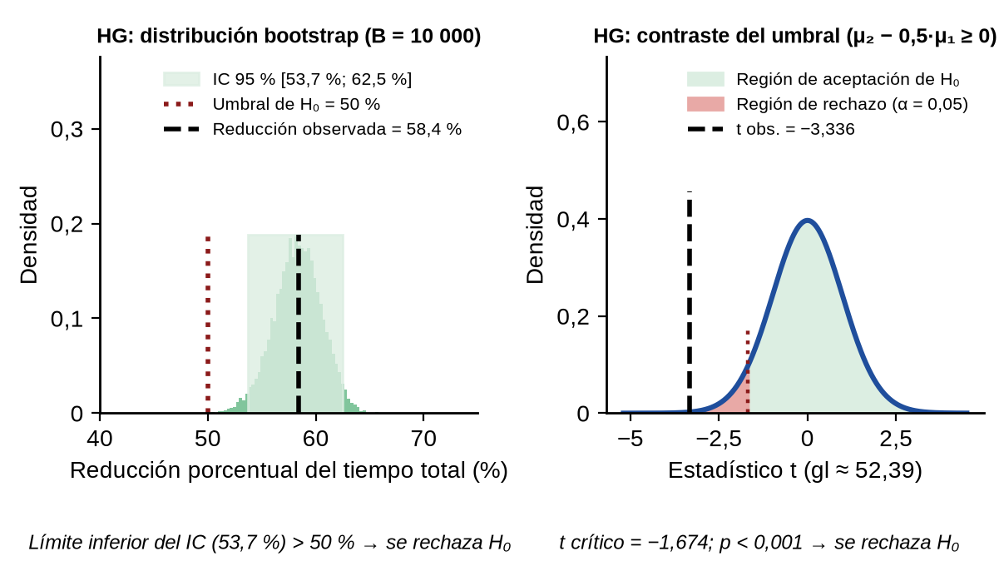 HG: distribución bootstrap (B = 10 000)
IC 95 % [53,7 %; 62,5 %]
Umbral de H₀ = 50 %
Reducción observada = 58,4 %
Densidad
0,3
0,2
0,1
0
40
50
60
70
Reducción porcentual del tiempo total (%)
Límite inferior del IC (53,7 %) > 50 % → se rechaza H₀
HG: contraste del umbral (μ₂ − 0,5·μ₁ ≥ 0)
Región de aceptación de H₀
Región de rechazo (α = 0,05)
t obs. = −3,336
Densidad
0,6
0,4
0,2
0
−5
−2,5
0
2,5
Estadístico t (gl ≈ 52,39)
t crítico = −1,674; p < 0,001 → se rechaza H₀